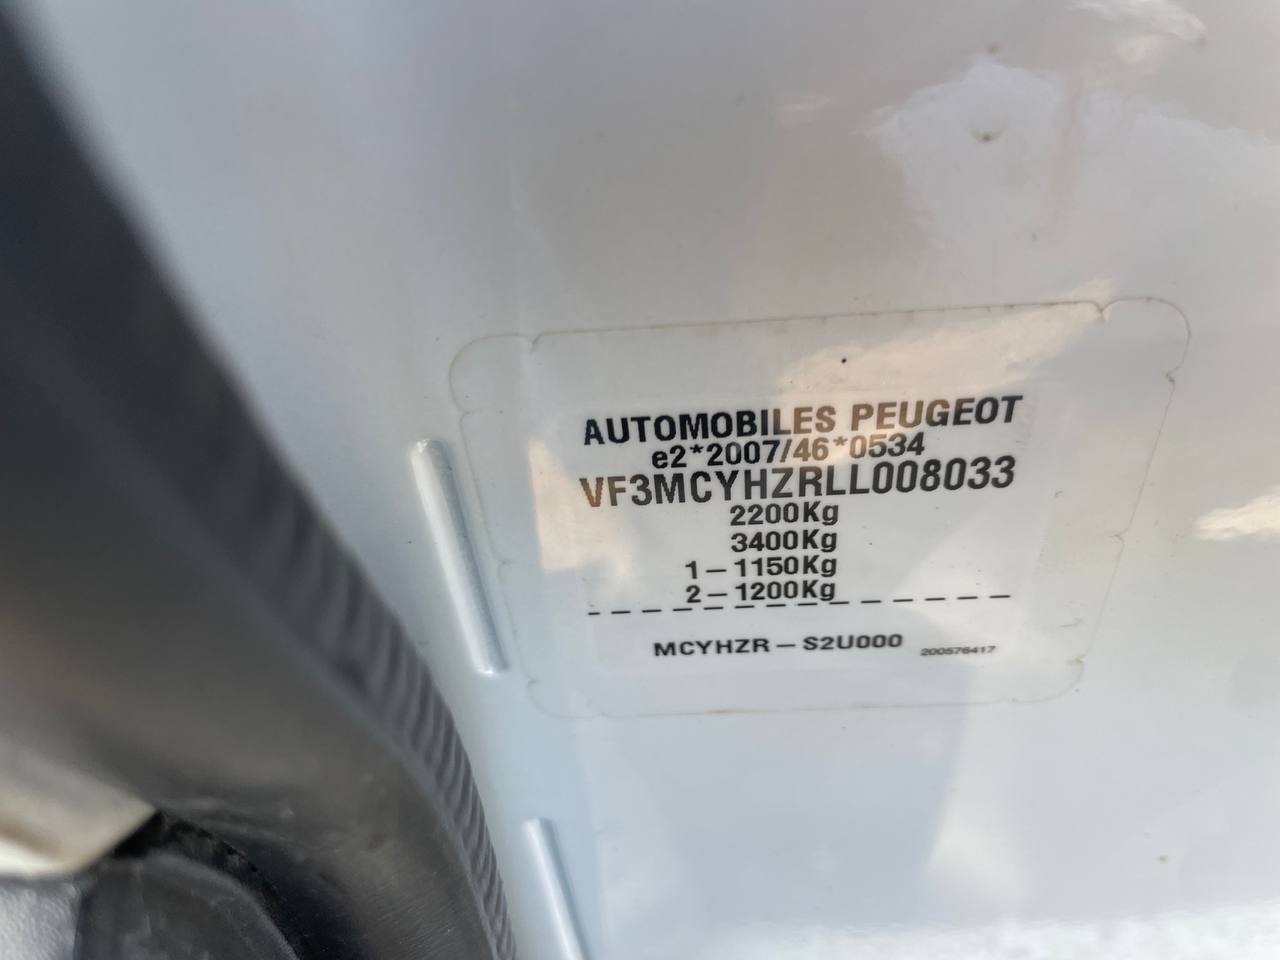 AUTOMOBILES PEUGEOT
e2*2007/46*0534
VF3MCYHZRLL008033
2200Kg
3400Kg
1–1150Kg
2–1200Kg
MCYHZR – S2U000 200576417